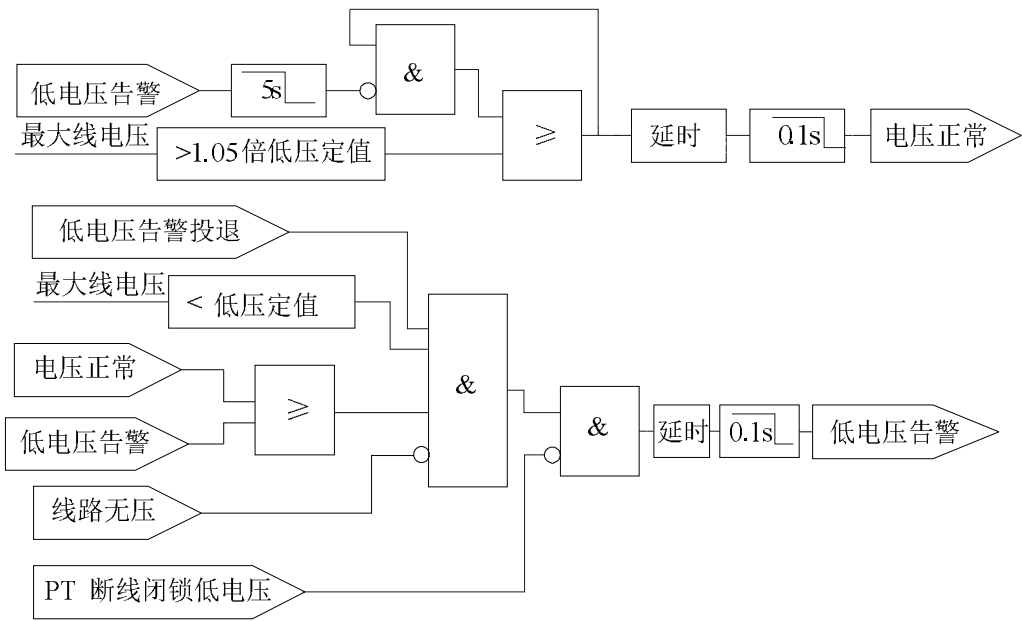 &
低电压告警
5s
最大线电压
>1.05倍低压定值
≥
延时
0.1s
电压正常
低电压告警投退
最大线电压
< 低压定值
电压正常
低电压告警
≥
&
&
延时
0.1s
低电压告警
线路无压
PT 断线闭锁低电压